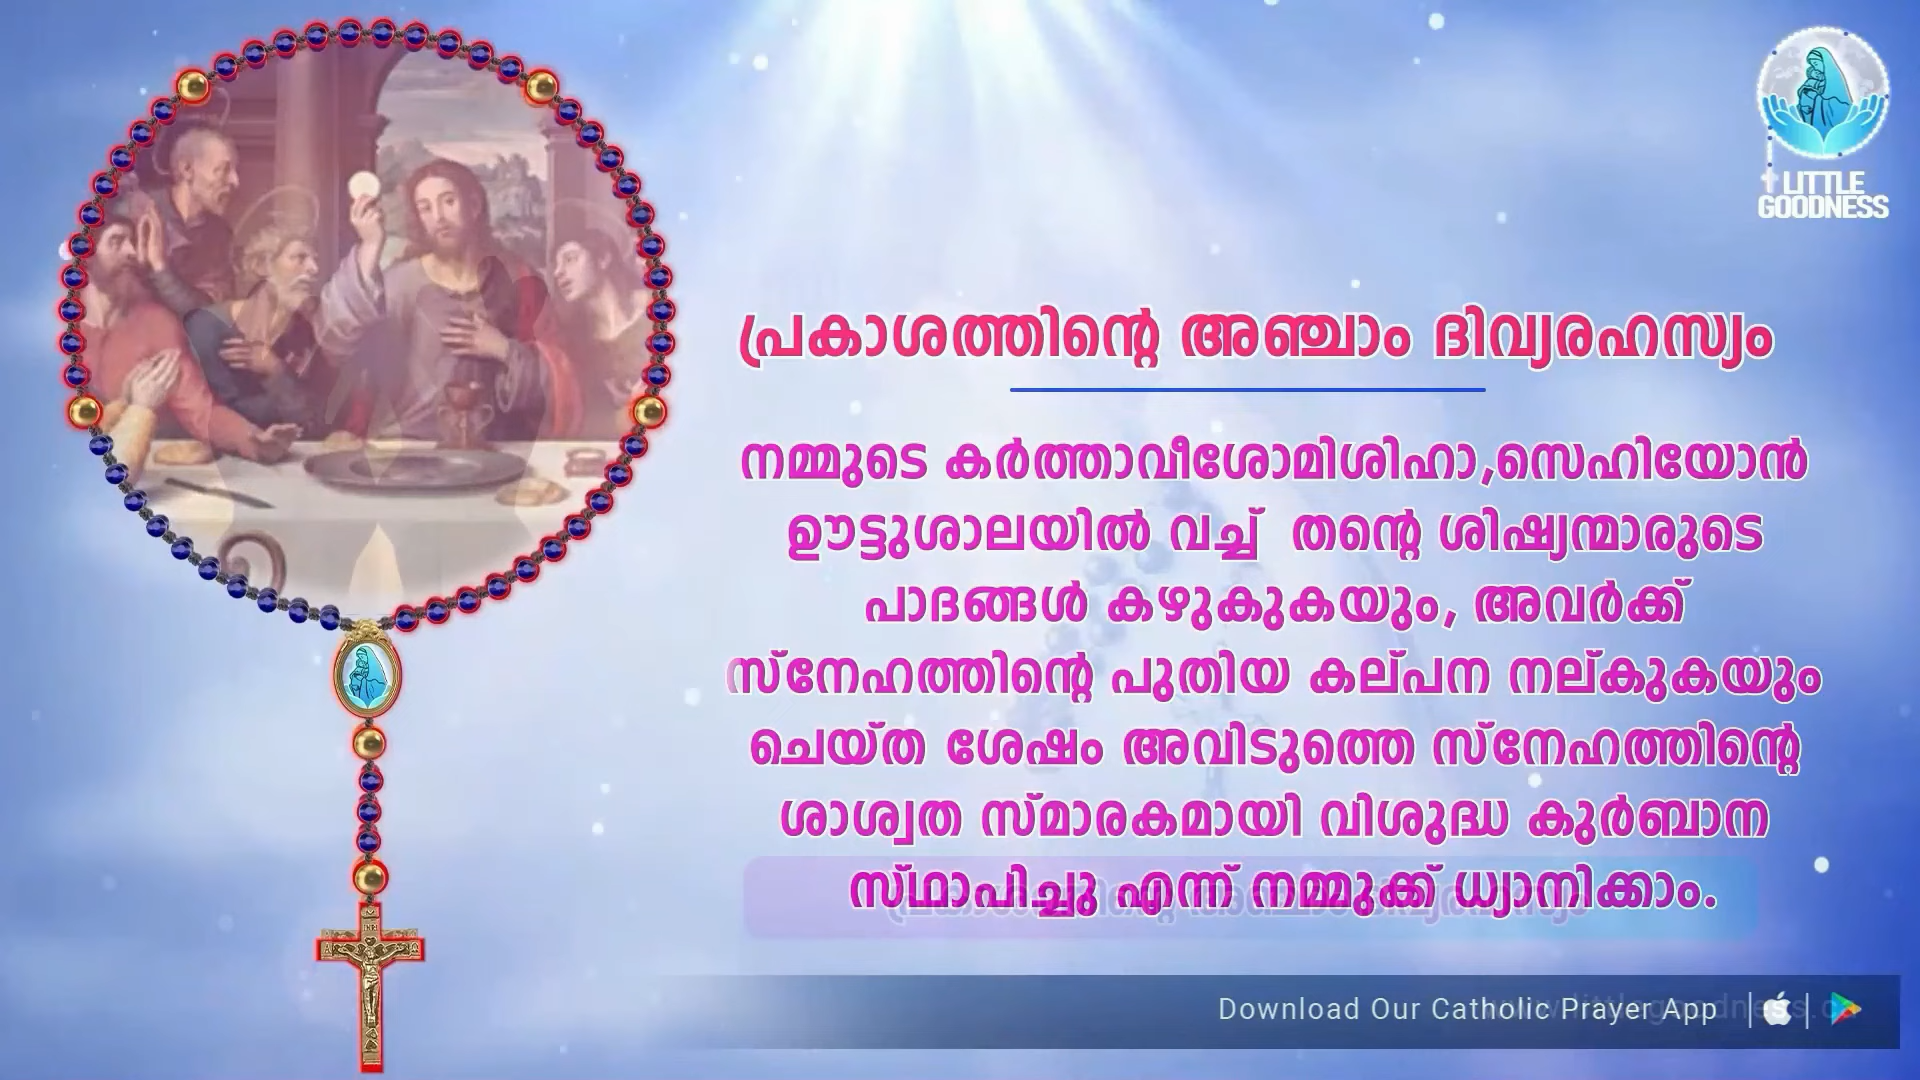 LITTLE
GOODNESS
പ്രകാശത്തിന്റെ അഞ്ചാം ദിവ്യരഹസ്യം
നമ്മുടെ കർത്താവീശോമിശിഹാ,സെഹിയോൻ
ഊട്ടുശാലയിൽ വച്ച് തന്റെ ശിഷ്യന്മാരുടെ
പാദങ്ങൾ കഴുകുകയും, അവർക്ക്
സ്നേഹത്തിന്റെ പുതിയ കല്പന നല്കുകയും
ചെയ്ത ശേഷം അവിടുത്തെ സ്നേഹത്തിന്റെ
ശാശ്വത സ്മാരകമായി വിശുദ്ധ കുർബാന
സ്ഥാപിച്ചു എന്ന് നമ്മുക്ക് ധ്യാനിക്കാം.
Download Our Catholic Prayer App